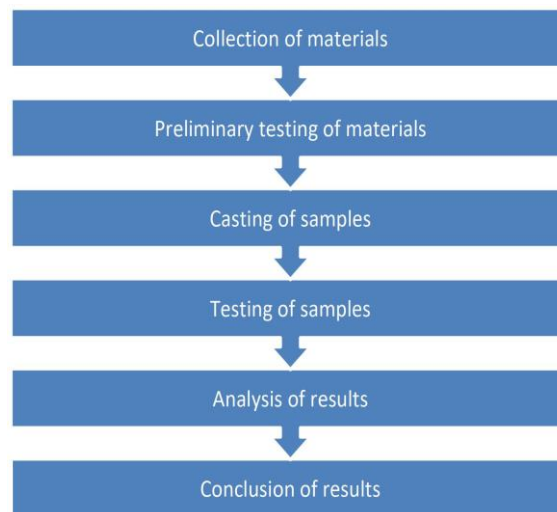 Collection of materials
Preliminary testing of materials
Casting of samples
Testing of samples
Analysis of results
Conclusion of results